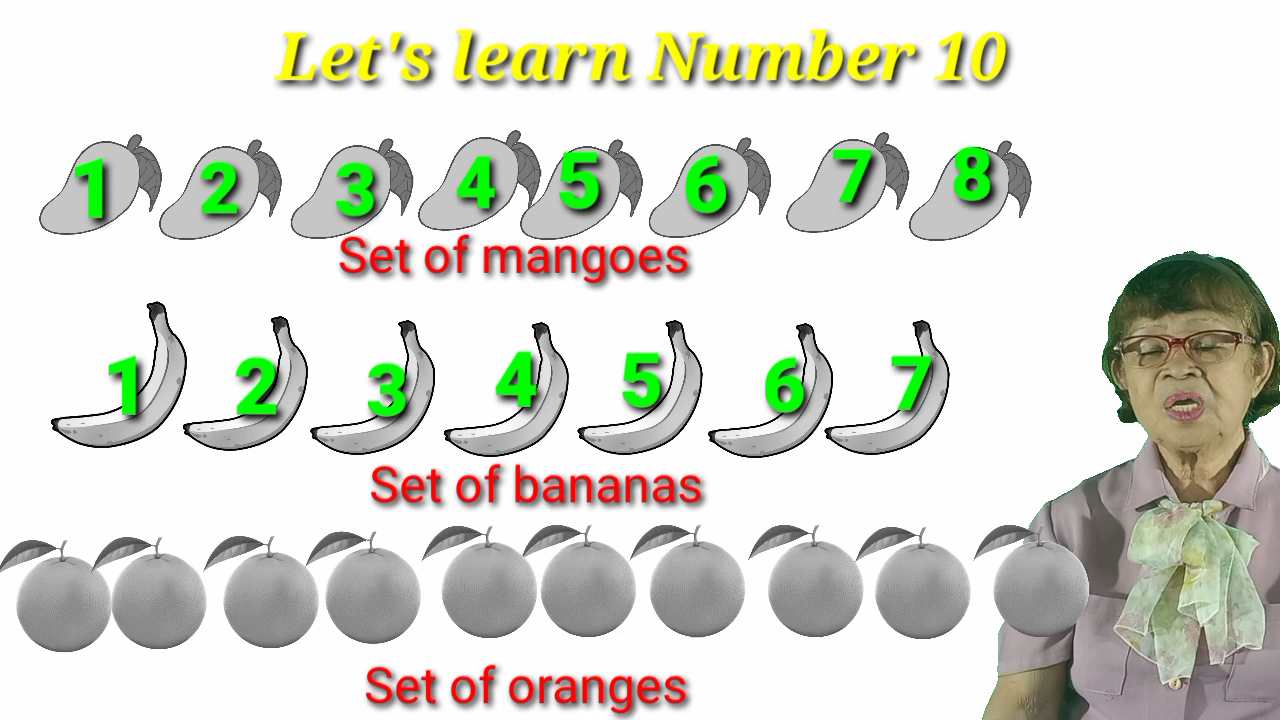 Let's learn Number 10
1 2 3 4 5 6 7 8
Set of mangoes
1 2 3 4 5 6 7
Set of bananas
Set of oranges